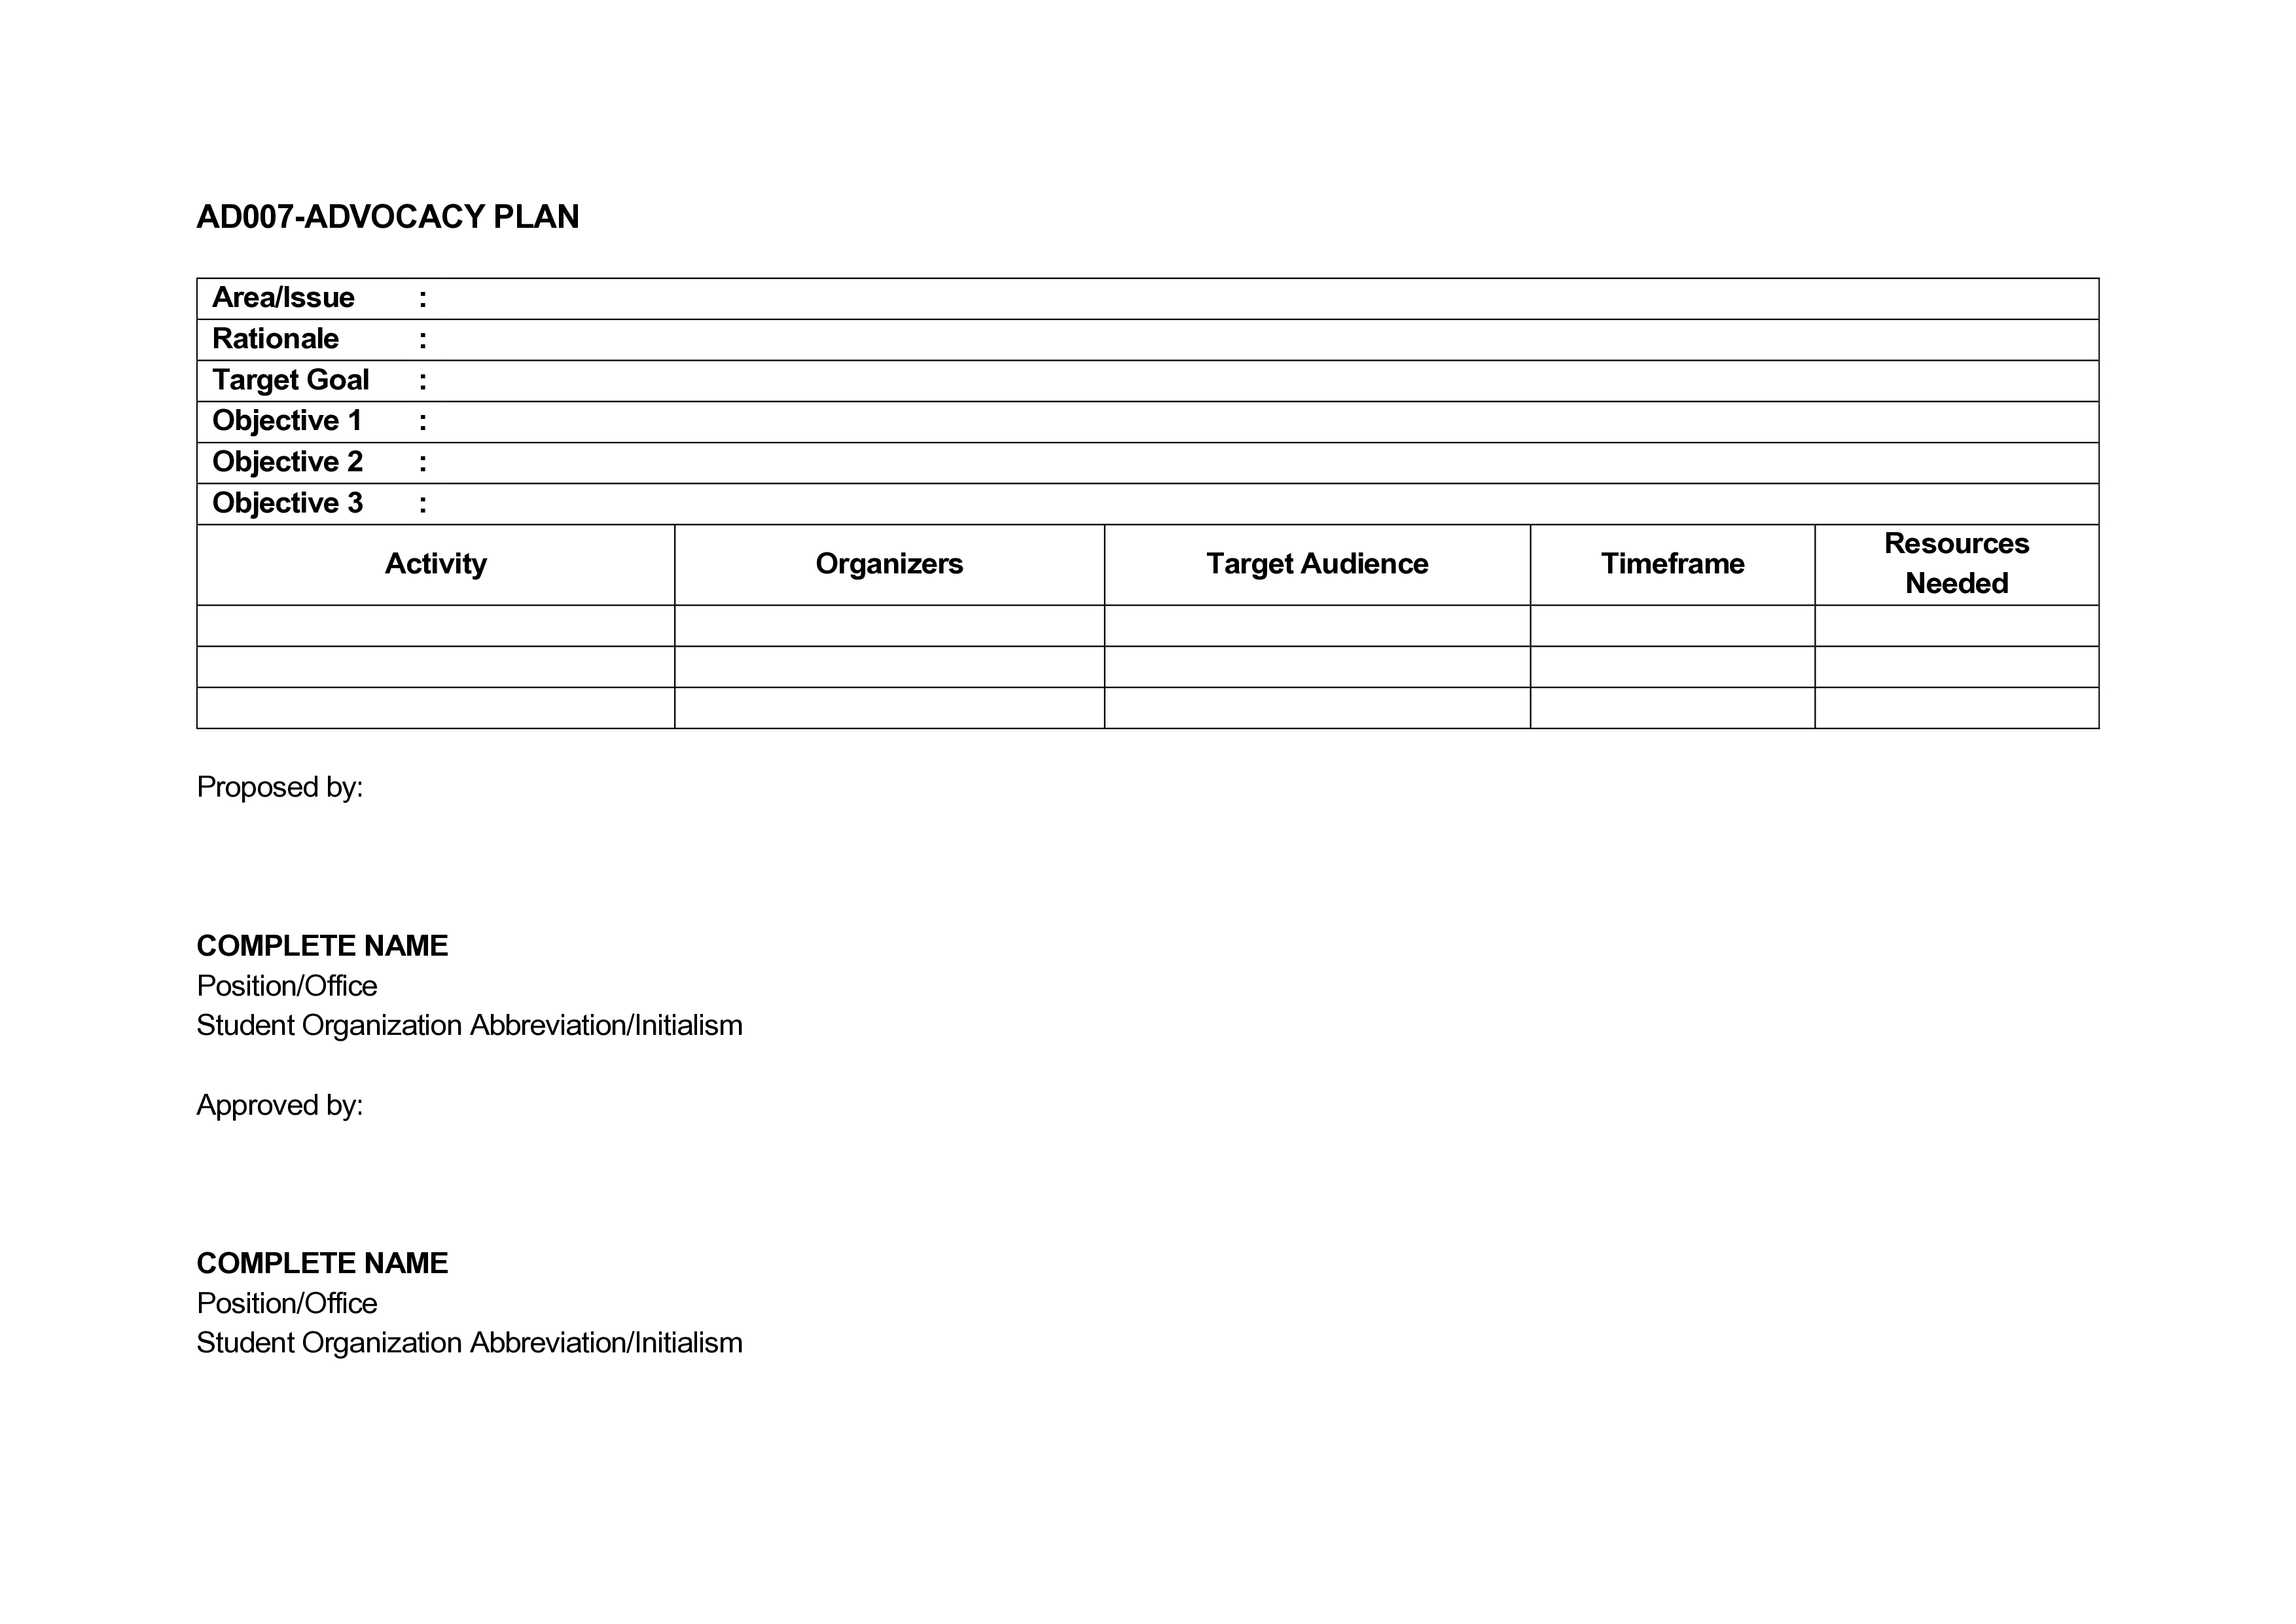 AD007-ADVOCACY PLAN
Area/Issue :
Rationale :
Target Goal :
Objective 1 :
Objective 2 :
Objective 3 :
Activity Organizers Target Audience Timeframe Resources Needed
Proposed by:
COMPLETE NAME
Position/Office
Student Organization Abbreviation/Initialism
Approved by:
COMPLETE NAME
Position/Office
Student Organization Abbreviation/Initialism